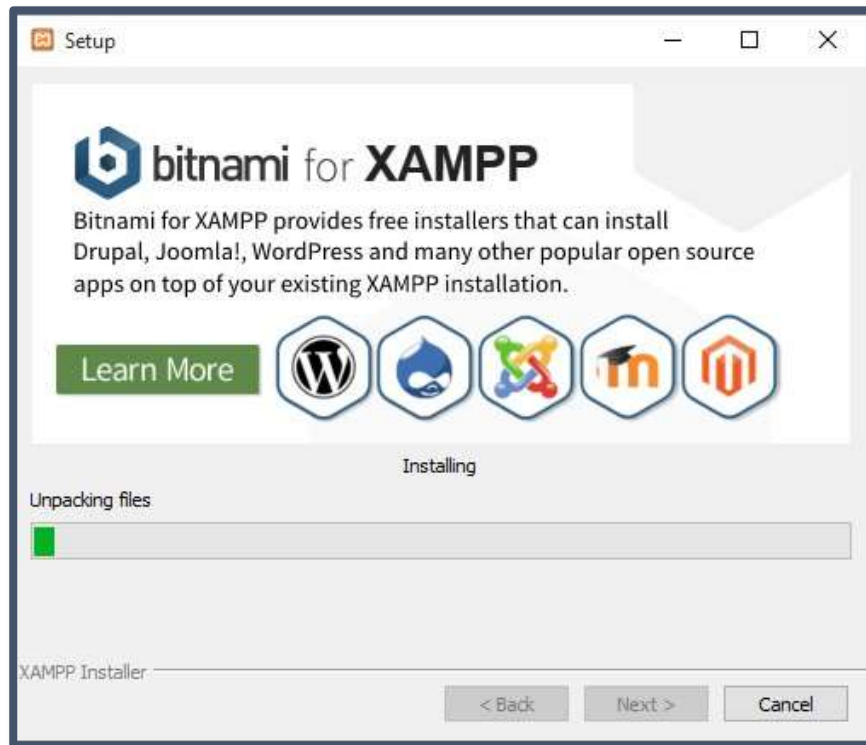 Setup
bitnami for XAMPP
Bitnami for XAMPP provides free installers that can install
Drupal, Joomla!, WordPress and many other popular open source
apps on top of your existing XAMPP installation.
Learn More
Installing
Unpacking files
XAMPP Installer
< Back Next > Cancel